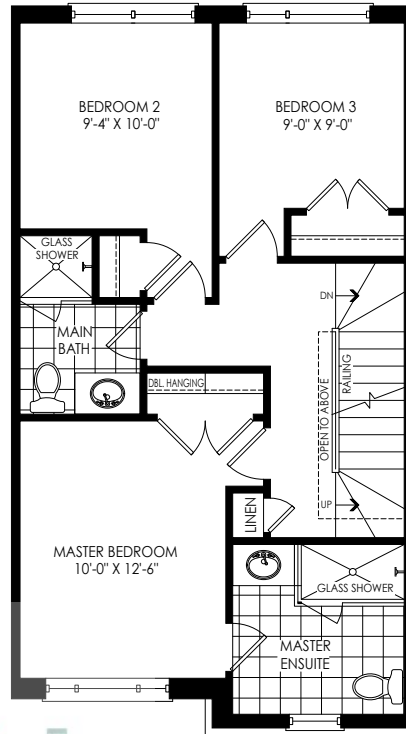 BEDROOM 2
9'-4" X 10'-0"
BEDROOM 3
9'-0" X 9'-0"
GLASS
SHOWER
DN
MAIN
BATH
RAILING
OPEN TO ABOVE
DBL. HANGING
UP
LINEN
MASTER BEDROOM
10'-0" X 12'-6"
GLASS SHOWER
MASTER
ENSUITE